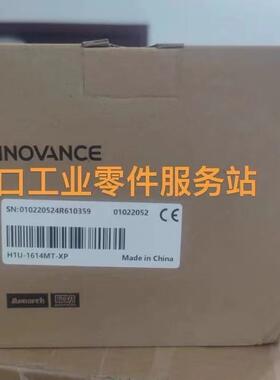 INOVANCE
口工业零件服务站
SN:010220524R610359 01022052 CE
H1U-1614MT-XP Made in China
Monarch